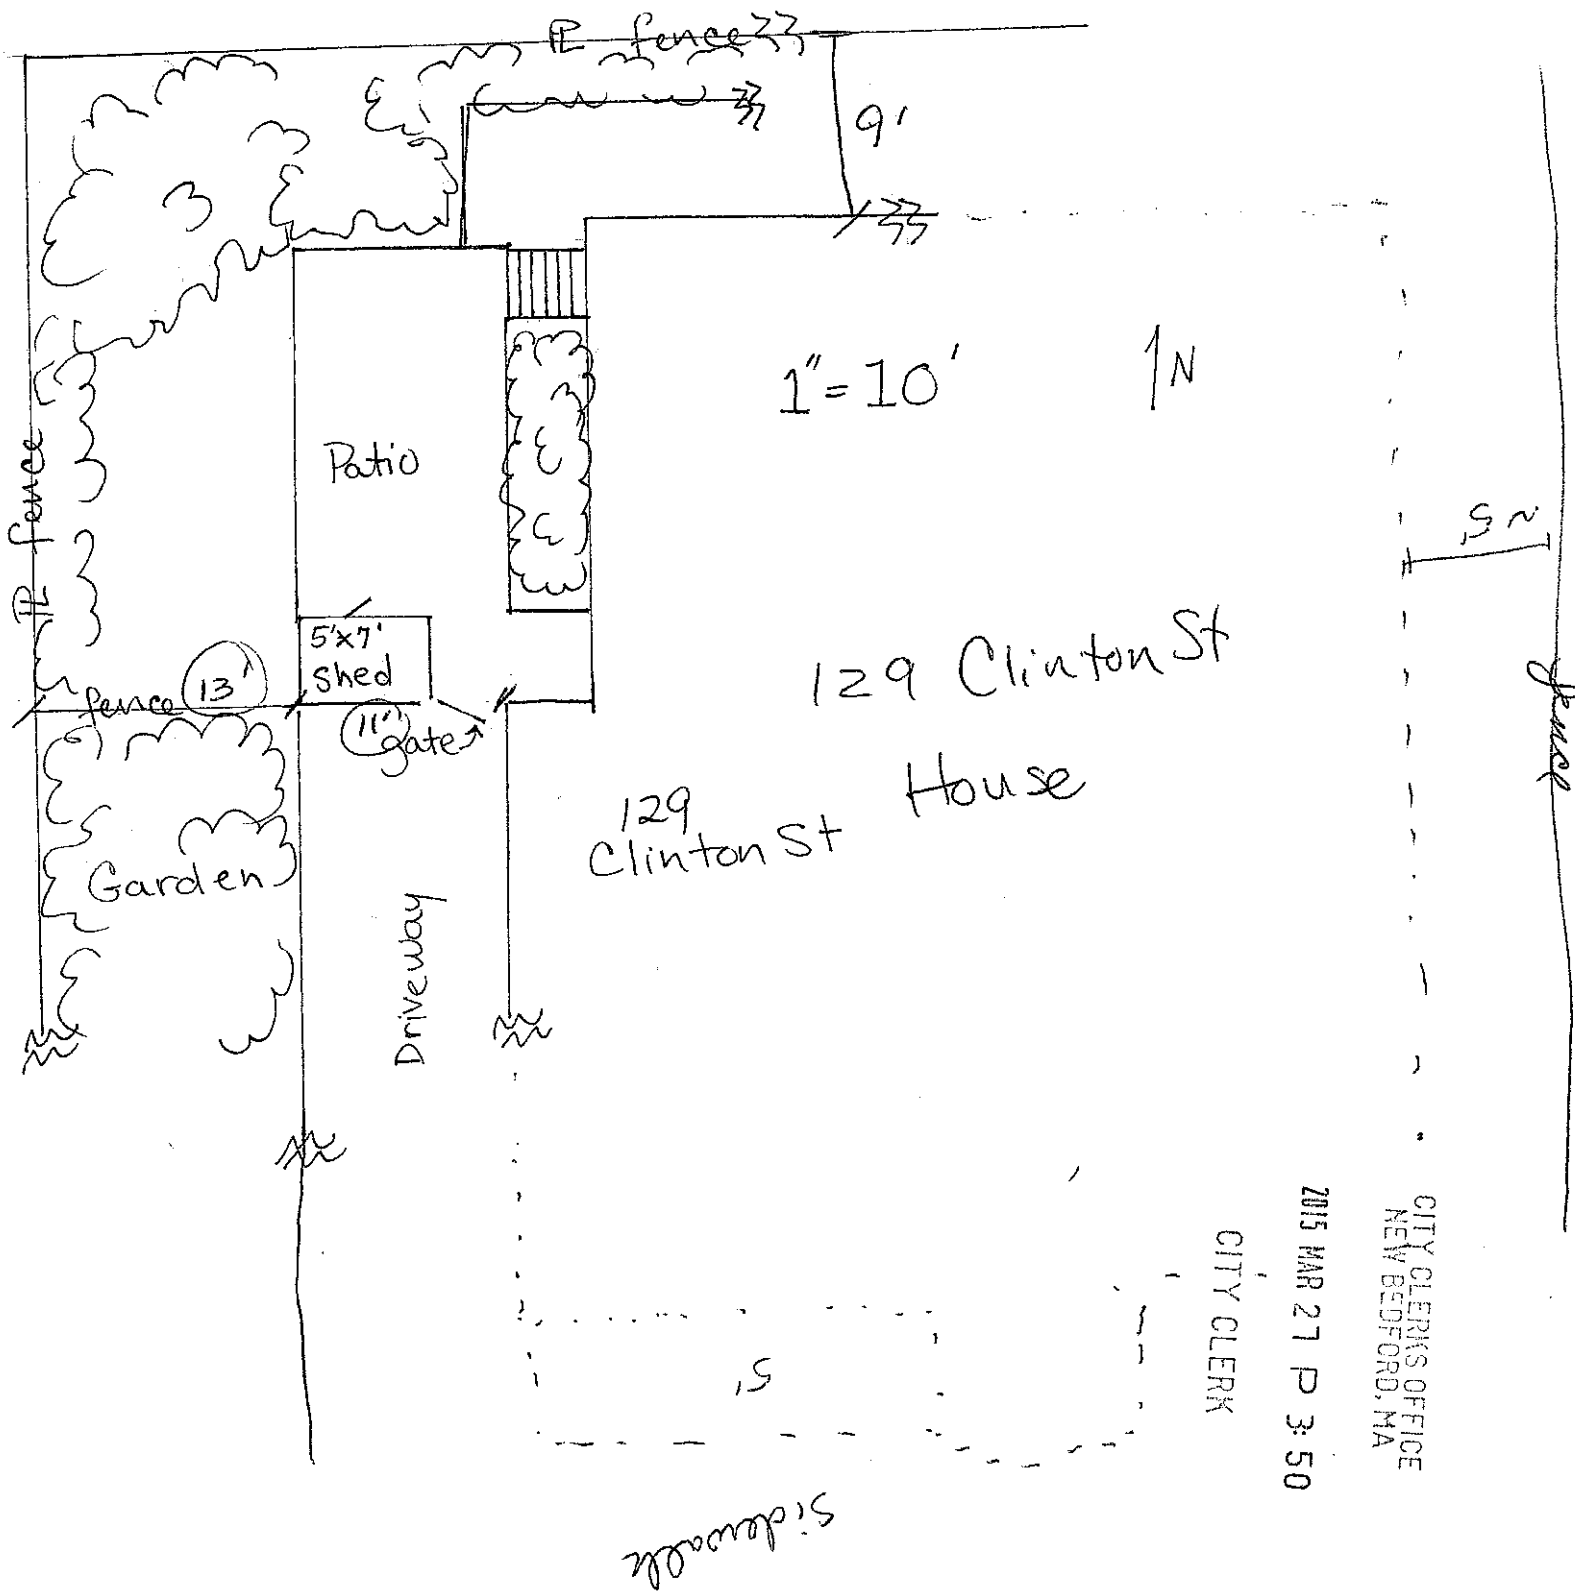 PL fence
9'
1" = 10'
N
Patio
PL fence
~5'
5'x7'
shed
129 Clinton St
House
fence 13'
11'
gate
fence
129
Clinton St
Garden
Driveway
CITY CLERKS OFFICE
NEW BEDFORD, MA
2015 MAR 27 P 3:50
CITY CLERK
5'
Sidewalk